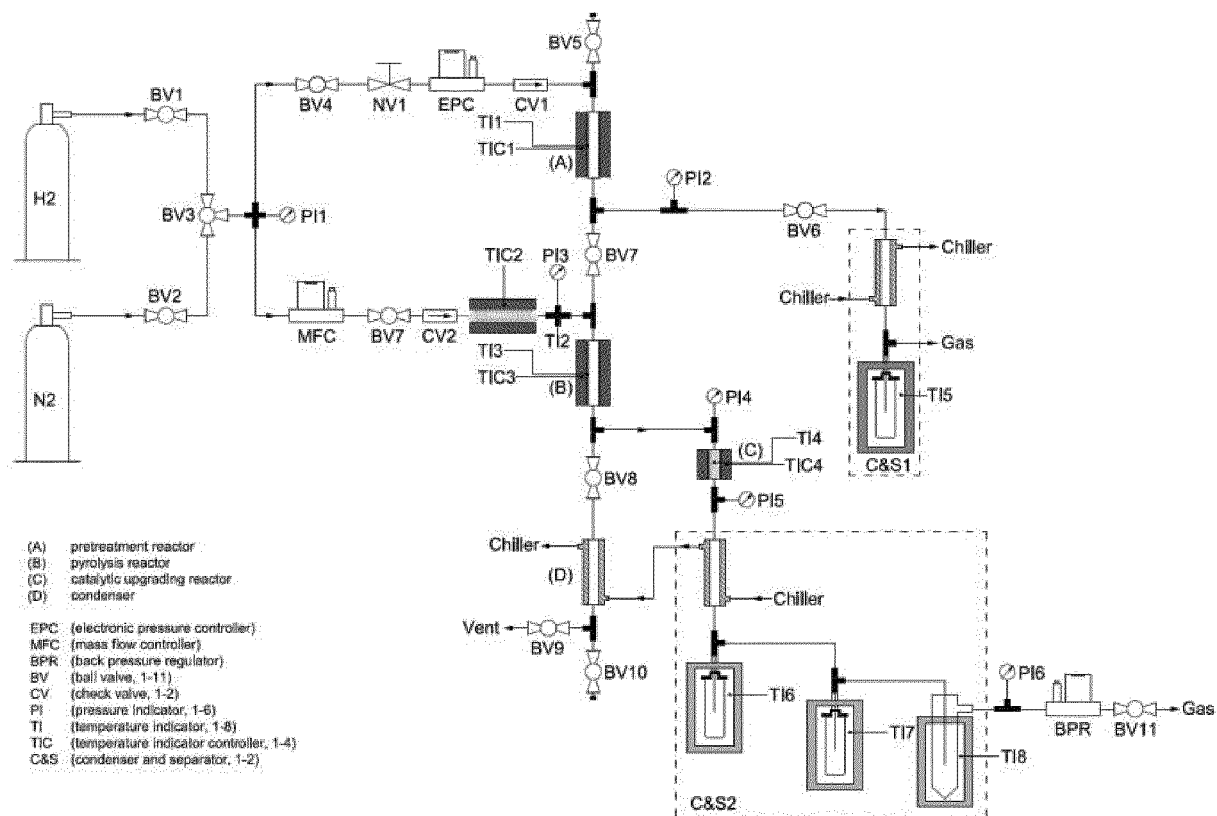 BV5
BV1
BV4
NV1
EPC
CV1
TI1
TIC1
(A)
H2
BV3
PI1
PI2
BV6
TIC2
PI3
BV7
Chiller
Chiller
BV2
MFC
BV7
CV2
TI2
Gas
TI3
TIC3
(B)
N2
PI4
TI5
(C)
TI4
TIC4
C&S1
BV8
PI5
(A) pretreatment reactor
(B) pyrolysis reactor
(C) catalytic upgrading reactor
(D) condenser
Chiller
(D)
Chiller
EPC (electronic pressure controller)
MFC (mass flow controller)
BPR (back pressure regulator)
BV (ball valve, 1-11)
CV (check valve, 1-2)
PI (pressure indicator, 1-6)
TI (temperature indicator, 1-8)
TIC (temperature indicator controller, 1-4)
C&S (condenser and separator, 1-2)
Vent
BV9
BV10
TI6
PI6
TI7
BPR
BV11
Gas
TI8
C&S2